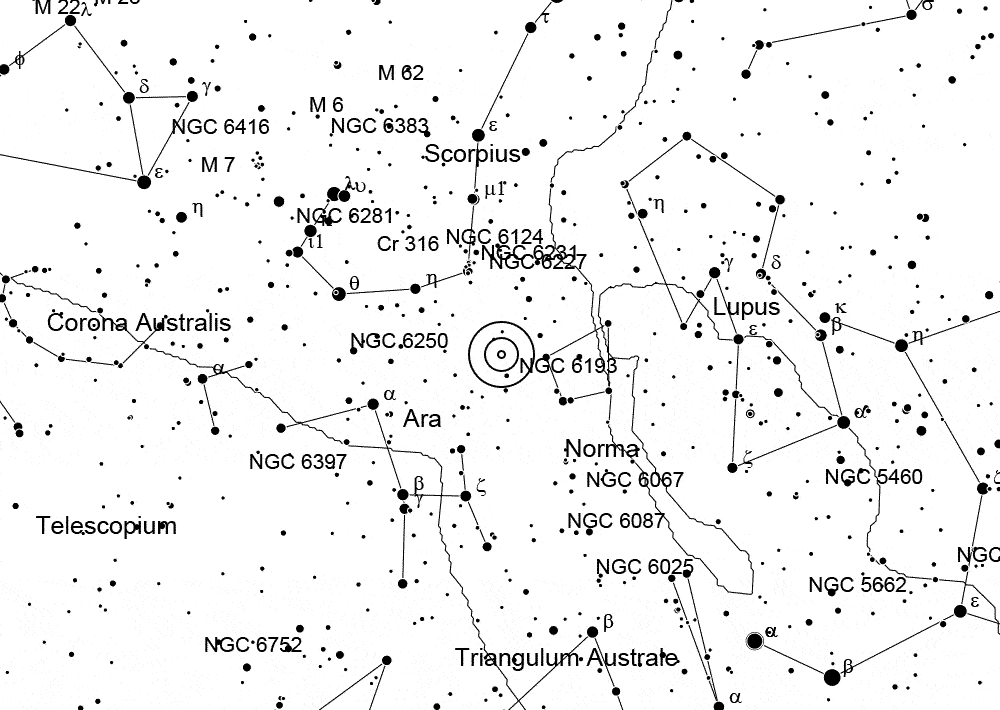 M 22 λ
σ
τ
φ
M 62
δ
γ
M 6
NGC 6416
NGC 6383
ε
Scorpius
M 7
ε
λυ
μ1
η
η
NGC 6281
κ
ι1
Cr 316
NGC 6124
NGC 6231
NGC 6227
γ
δ
θ
η
Lupus
κ
Corona Australis
ε
β
η
NGC 6250
NGC 6193
α
α
Ara
α
Norma
NGC 6397
ζ
NGC 6067
NGC 5460
ζ
β
ζ
γ
Telescopium
NGC 6087
NGC
NGC 6025
NGC 5662
ε
β
α
NGC 6752
Triangulum Australe
β
α